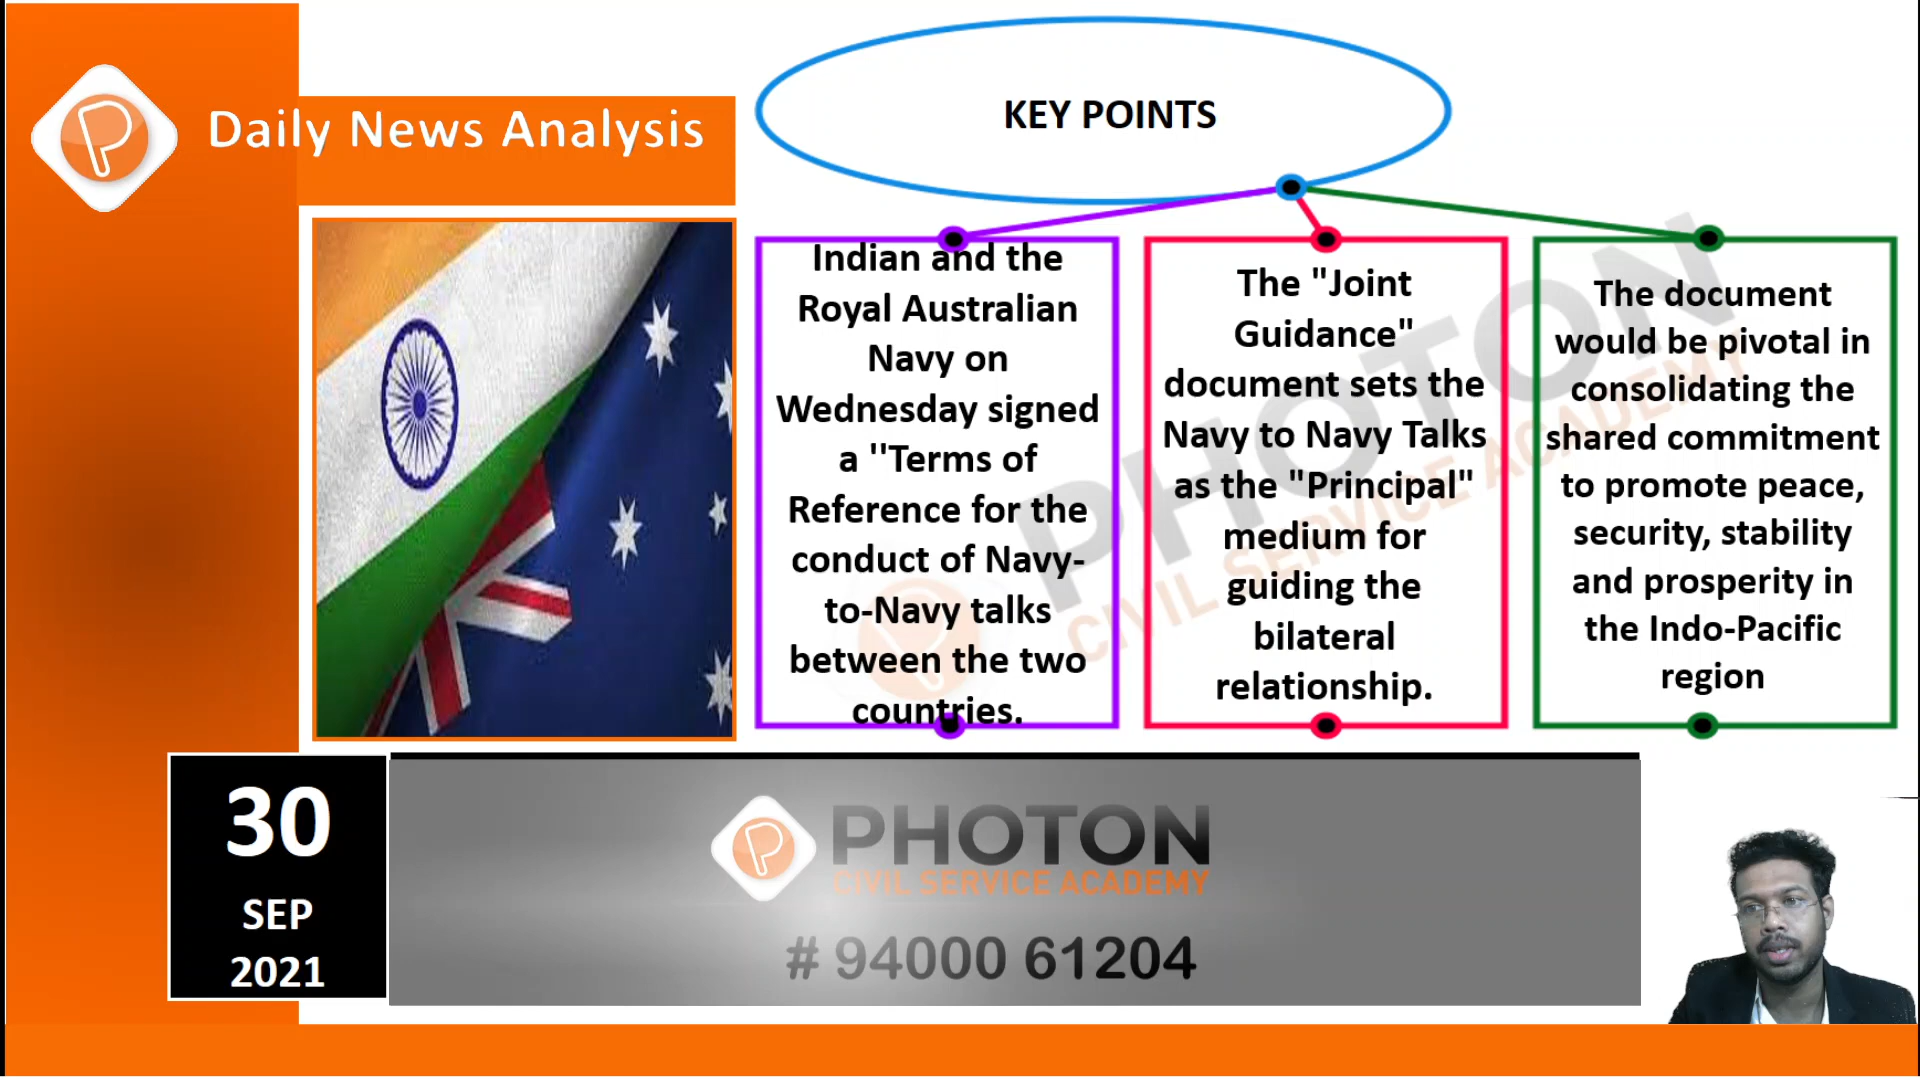 Daily News Analysis
KEY POINTS
Indian and the
Royal Australian
Navy on
Wednesday signed
a ''Terms of
Reference for the
conduct of Navy-
to-Navy talks
between the two
countries.
The "Joint
Guidance"
document sets the
Navy to Navy Talks
as the "Principal"
medium for
guiding the
bilateral
relationship.
The document
would be pivotal in
consolidating the
shared commitment
to promote peace,
security, stability
and prosperity in
the Indo-Pacific
region
PHOTON
CIVIL SERVICE ACADEMY
30
SEP
2021
PHOTON
CIVIL SERVICE ACADEMY
# 94000 61204